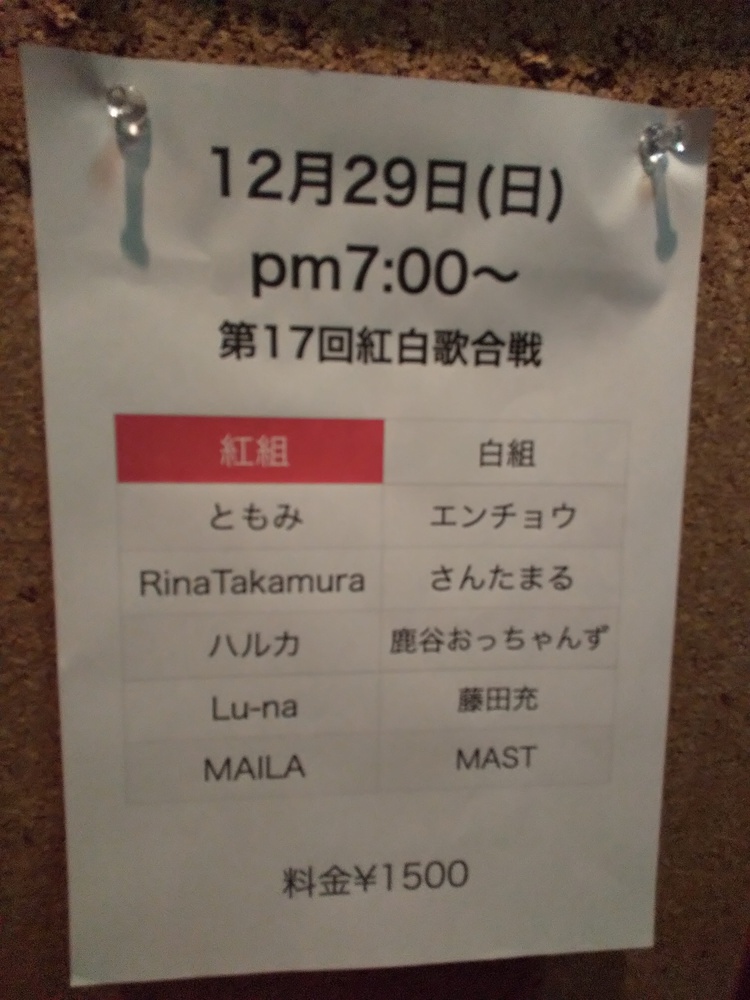 12月29日(日)
pm7:00〜
第17回紅白歌合戦
紅組 白組
ともみ エンチョウ
RinaTakamura さんたまる
ハルカ 鹿谷おっちゃんず
Lu-na 藤田充
MAILA MAST
料金¥1500